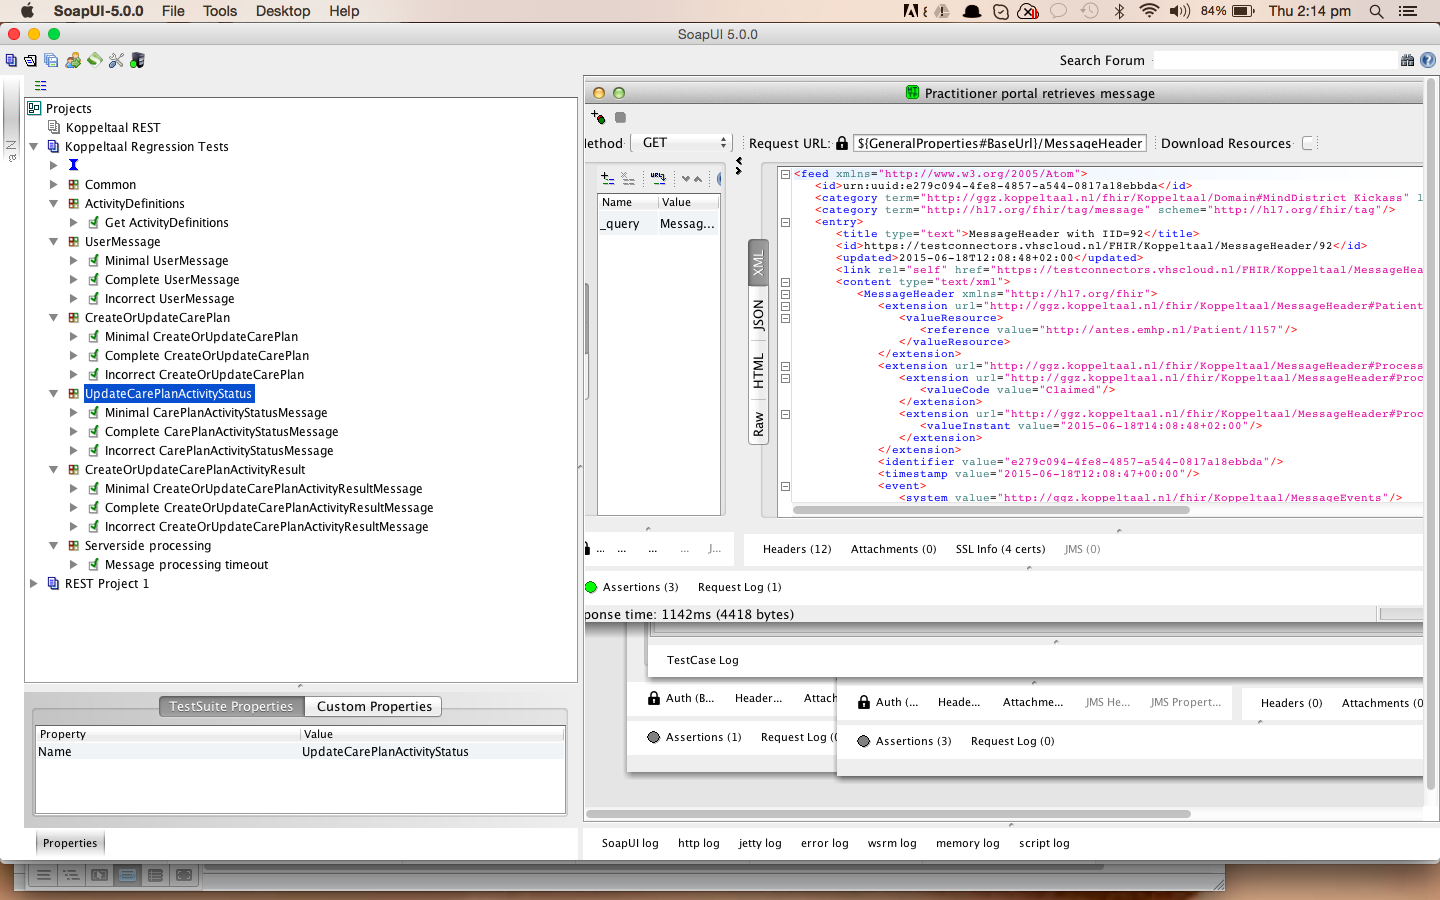 SoapUI-5.0.0 File Tools Desktop Help 84% Thu 2:14 pm
SoapUI 5.0.0
Search Forum
Projects
Koppeltaal REST
Koppeltaal Regression Tests
Common
ActivityDefinitions
Get ActivityDefinitions
UserMessage
Minimal UserMessage
Complete UserMessage
Incorrect UserMessage
CreateOrUpdateCarePlan
Minimal CreateOrUpdateCarePlan
Complete CreateOrUpdateCarePlan
Incorrect CreateOrUpdateCarePlan
UpdateCarePlanActivityStatus
Minimal CarePlanActivityStatusMessage
Complete CarePlanActivityStatusMessage
Incorrect CarePlanActivityStatusMessage
CreateOrUpdateCarePlanActivityResult
Minimal CreateOrUpdateCarePlanActivityResultMessage
Complete CreateOrUpdateCarePlanActivityResultMessage
Incorrect CreateOrUpdateCarePlanActivityResultMessage
Serverside processing
Message processing timeout
REST Project 1
TestSuite Properties Custom Properties
Property Value
Name UpdateCarePlanActivityStatus
Properties
Practitioner portal retrieves message
lethod GET Request URL: ${GeneralProperties#BaseUrl}/MessageHeader Download Resources
Name Value
_query Messag...
XML
JSON
HTML
Raw
<feed xmlns="http://www.w3.org/2005/Atom">
<id>urn:uuid:e279c094-4fe8-4857-a544-0817a18ebbda</id>
<category term="http://ggz.koppeltaal.nl/fhir/Koppeltaal/Domain#MindDistrict Kickass" l
<category term="http://hl7.org/fhir/tag/message" scheme="http://hl7.org/fhir/tag"/>
<entry>
<title type="text">MessageHeader with IID=92</title>
<id>https://testconnectors.vhscloud.nl/FHIR/Koppeltaal/MessageHeader/92</id>
<updated>2015-06-18T12:08:48+02:00</updated>
<link rel="self" href="https://testconnectors.vhscloud.nl/FHIR/Koppeltaal/MessageHea
<content type="text/xml">
<MessageHeader xmlns="http://hl7.org/fhir">
<extension url="http://ggz.koppeltaal.nl/fhir/Koppeltaal/MessageHeader#Patient
<valueResource>
<reference value="http://antes.emhp.nl/Patient/1157"/>
</valueResource>
</extension>
<extension url="http://ggz.koppeltaal.nl/fhir/Koppeltaal/MessageHeader#Process
<extension url="http://ggz.koppeltaal.nl/fhir/Koppeltaal/MessageHeader#Proc
<valueCode value="Claimed"/>
</extension>
<extension url="http://ggz.koppeltaal.nl/fhir/Koppeltaal/MessageHeader#Proc
<valueInstant value="2015-06-18T14:08:48+02:00"/>
</extension>
</extension>
<identifier value="e279c094-4fe8-4857-a544-0817a18ebbda"/>
<timestamp value="2015-06-18T12:08:47+00:00"/>
<event>
<system value="http://ggz.koppeltaal.nl/fhir/Koppeltaal/MessageEvents"/>
... ... ... ... J... Headers (12) Attachments (0) SSL Info (4 certs) JMS (0)
Assertions (3) Request Log (1)
ponse time: 1142ms (4418 bytes)
TestCase Log
Auth (B... Header... Attach Auth (... Heade... Attachme... JMS He... JMS Propert... Headers (0) Attachments (0
Assertions (1) Request Log (( Assertions (3) Request Log (0)
SoapUI log http log jetty log error log wsrm log memory log script log